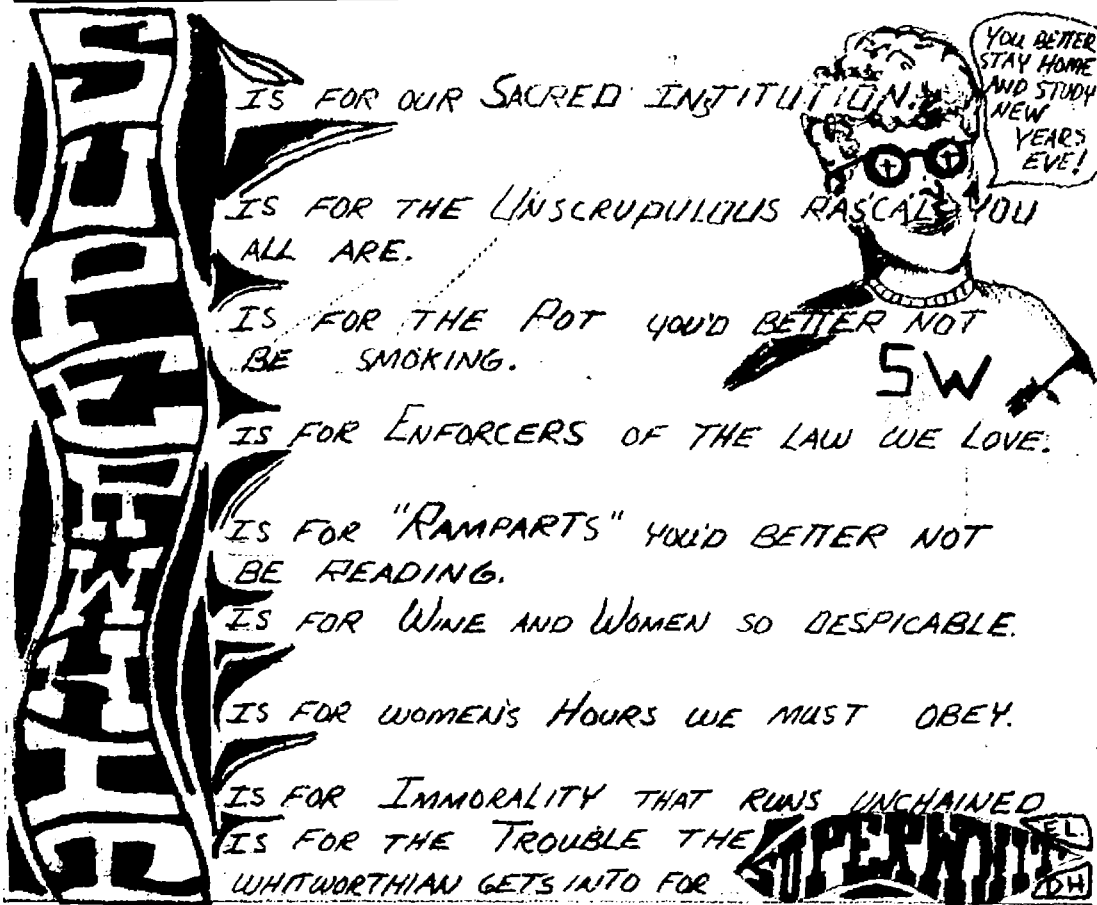 SUPERWHIT
YOU BETTER
STAY HOME
AND STUDY
NEW
YEARS
EVE!
IS FOR OUR SACRED INSTITUTION.
IS FOR THE UNSCRUPULOUS RASCALS YOU
ALL ARE.
IS FOR THE POT YOU'D BETTER NOT
BE SMOKING.
SW
IS FOR ENFORCERS OF THE LAW WE LOVE.
IS FOR "RAMPARTS" YOU'D BETTER NOT
BE READING.
IS FOR WINE AND WOMEN SO DESPICABLE.
IS FOR WOMEN'S HOURS WE MUST OBEY.
IS FOR IMMORALITY THAT RUNS UNCHAINED
IS FOR THE TROUBLE THE
WHITWORTHIAN GETS INTO FOR SUPERWHIT
EL
DH